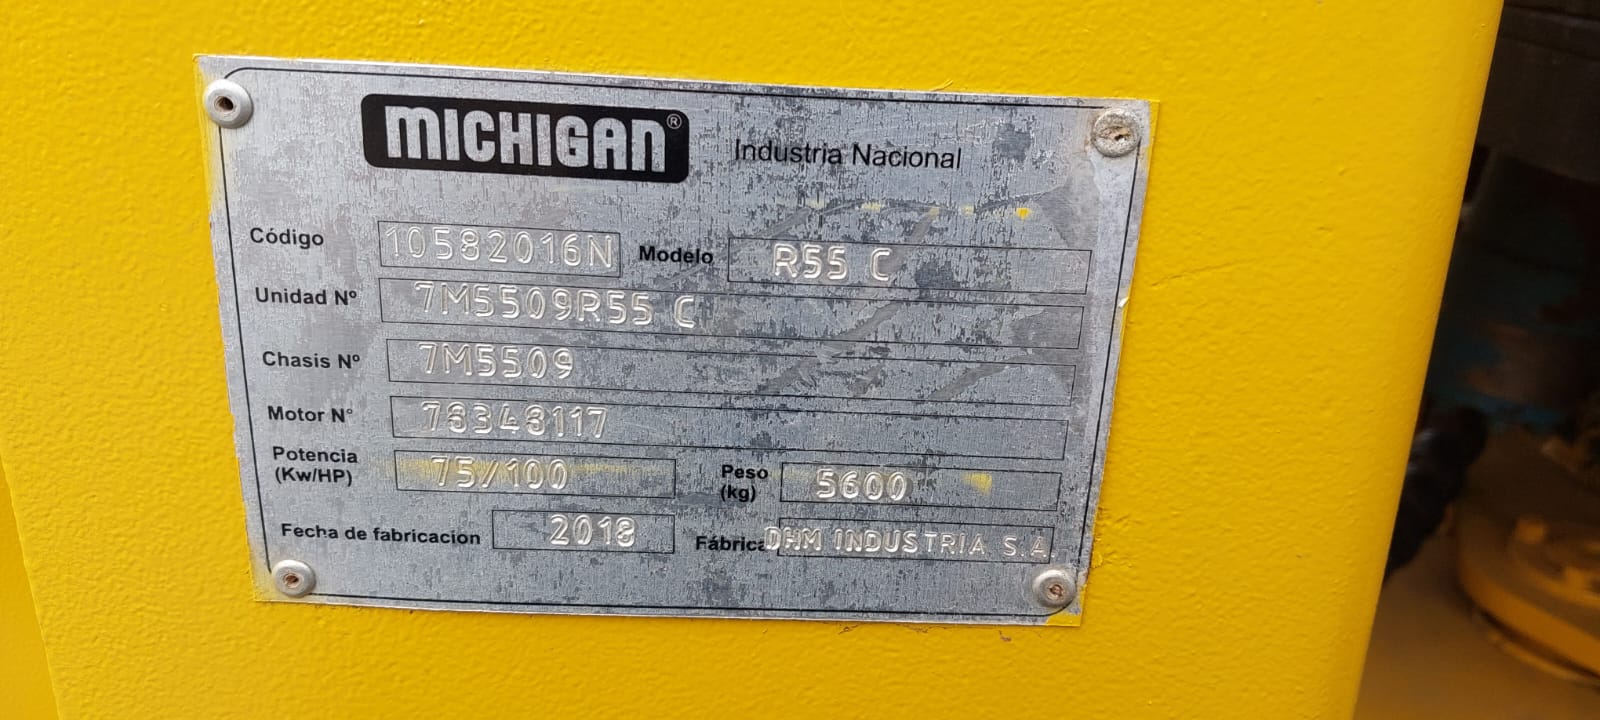 MICHIGAN® Industria Nacional
Código 10582016N Modelo R55 C
Unidad Nº 7M5509R55 C
Chasis Nº 7M5509
Motor N° 78348117
Potencia (Kw/HP) 75/100 Peso (kg) 5600
Fecha de fabricacion 2018 Fábrica DHM INDUSTRIA S.A.